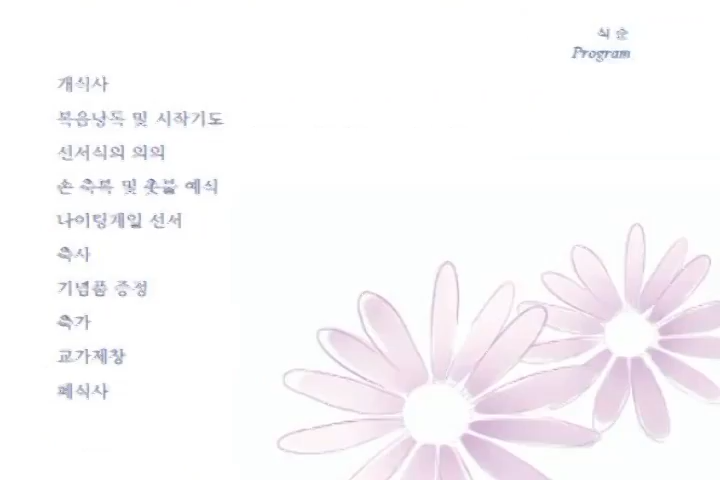 식 순
Program
개식사
복음낭독 및 시작기도
선서식의 의의
손 축복 및 촛불 예식
나이팅게일 선서
축사
기념품 증정
축가
교가제창
폐식사